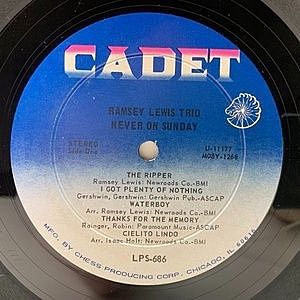 CADET
RAMSEY LEWIS TRIO
NEVER ON SUNDAY
STEREO
Side One
U-11177
MOBY-1268
THE RIPPER
Ramsey Lewis: Newroads Co.-BMI
I GOT PLENTY OF NOTHING
Gershwin, Gershwin: Gershwin Pub.-ASCAP
WATERBOY
Arr. Ramsey Lewis: Newroads Co.-BMI
THANKS FOR THE MEMORY
Rainger, Robin: Paramount Music-ASCAP
CIELITO LINDO
Arr. Isaac Holt: Newroads Co.-BMI
LPS-686
MFG. BY CHESS PRODUCING CORP. CHICAGO, IL 60616